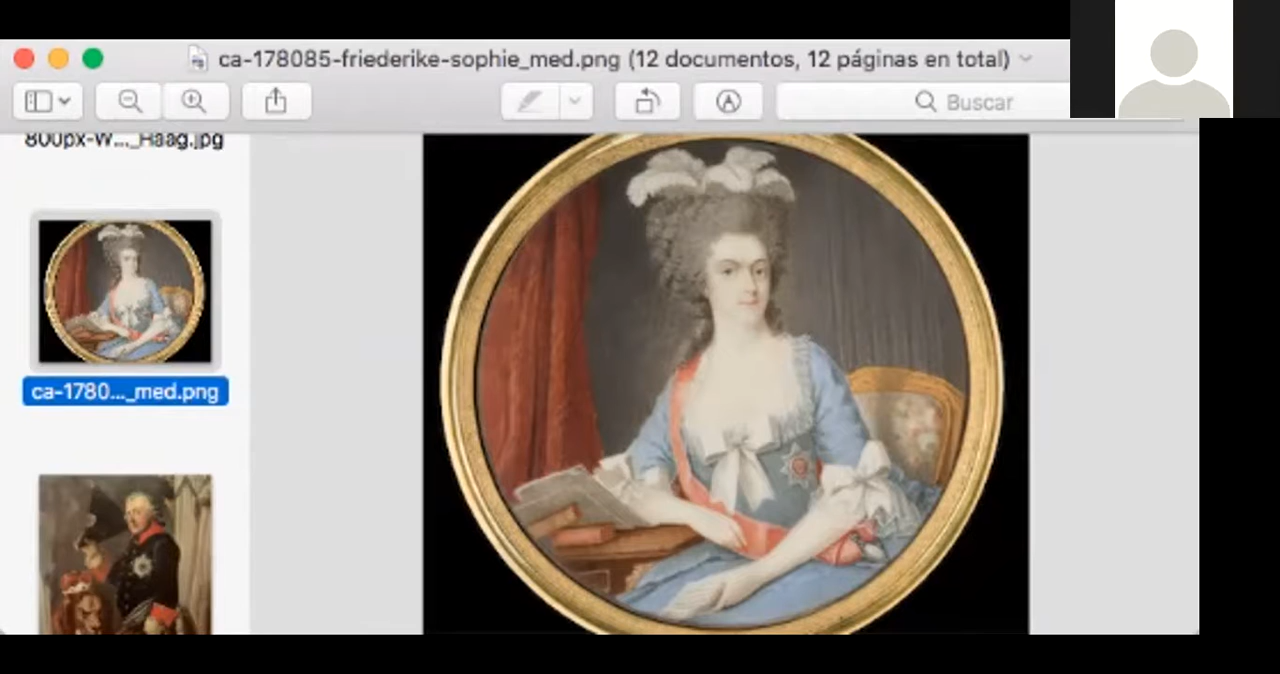 ca-178085-friederike-sophie_med.png (12 documentos, 12 páginas en total)
Buscar
800px-W..._Haag.jpg
ca-1780..._med.png